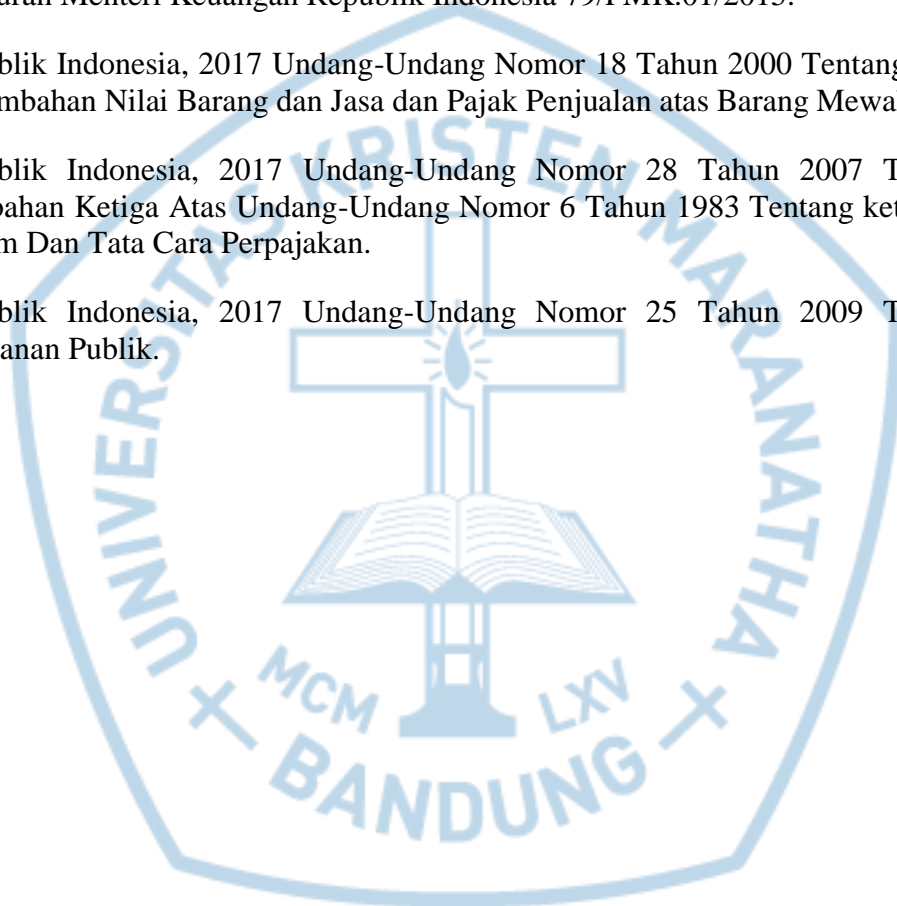 uran Menteri Keuangan Republik Indonesia 79/PMK.01/2015.
blik Indonesia, 2017 Undang-Undang Nomor 18 Tahun 2000 Tentang
mbahan Nilai Barang dan Jasa dan Pajak Penjualan atas Barang Mewa
blik Indonesia, 2017 Undang-Undang Nomor 28 Tahun 2007 T
bahan Ketiga Atas Undang-Undang Nomor 6 Tahun 1983 Tentang ket
m Dan Tata Cara Perpajakan.
blik Indonesia, 2017 Undang-Undang Nomor 25 Tahun 2009 T
anan Publik.
UNIVERSITAS KRISTEN MARANATHA
MCM LXV
BANDUNG